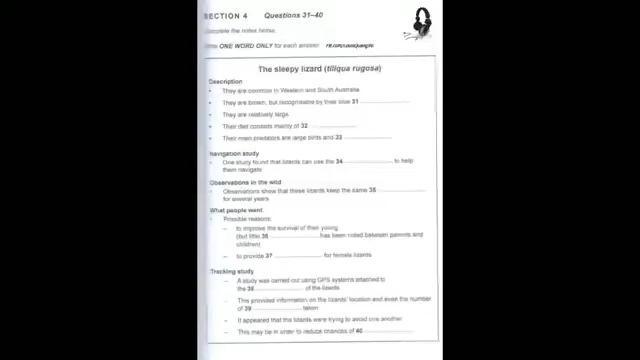 SECTION 4 Questions 31–40
Complete the notes below.
Write ONE WORD ONLY for each answer
The sleepy lizard (tiliqua rugosa)
Description
• They are common in Western and South Australia
• They are brown, but recognisable by their blue 31 ....................
• They are relatively large
• Their diet consists mainly of 32 ....................
• Their main predators are large birds and 33 ....................
Navigation study
• One study found that lizards can use the 34 .................... to help
them navigate
Observations in the wild
• Observations show that these lizards keep the same 35 ....................
for several years
What people want
• Possible reasons:
– to improve the survival of their young
(but little 36 .................... has been noted between parents and
children)
– to provide 37 .................... for female lizards
Tracking study
– A study was carried out using GPS systems attached to
the 38 .................... of the lizards
– This provided information on the lizards' location and even the number
of 39 .................... taken
– It appeared that the lizards were trying to avoid one another
– This may be in order to reduce chances of 40 ....................